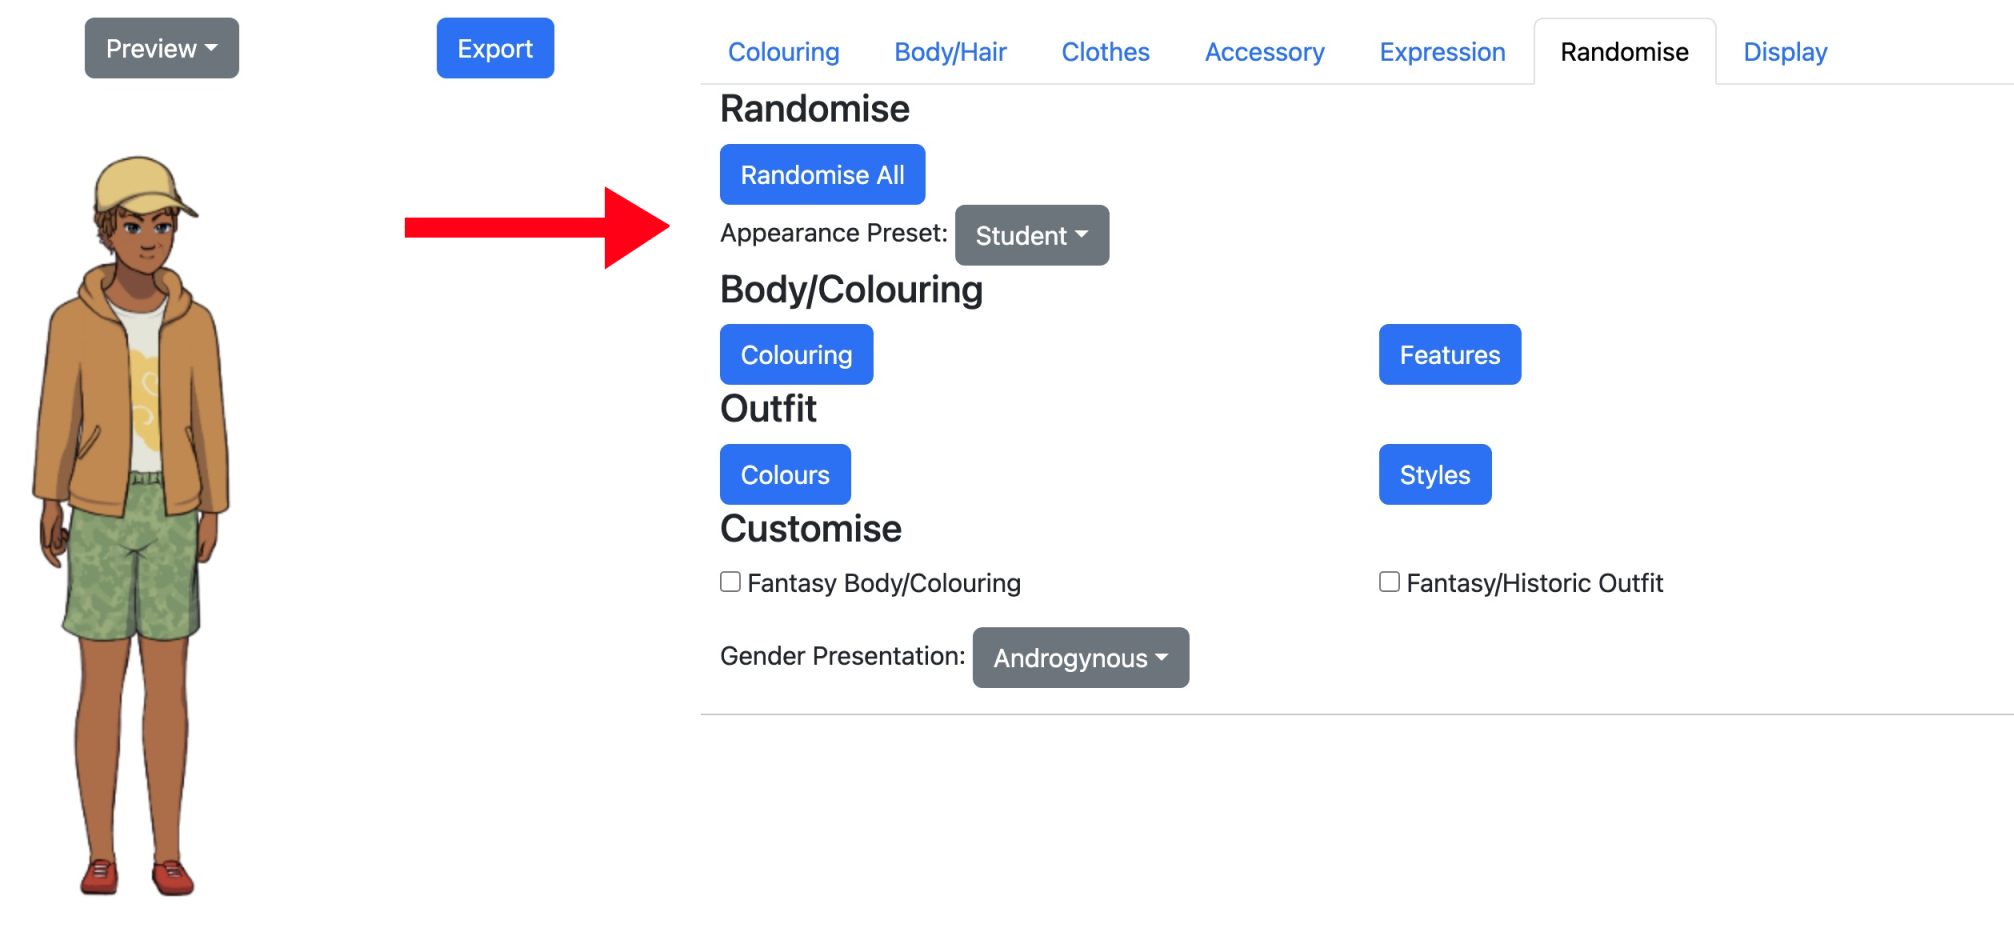 Preview
Export
Colouring
Body/Hair
Clothes
Accessory
Expression
Randomise
Display
Randomise
Randomise All
Appearance Preset: Student
Body/Colouring
Colouring
Features
Outfit
Colours
Styles
Customise
Fantasy Body/Colouring
Fantasy/Historic Outfit
Gender Presentation: Androgynous